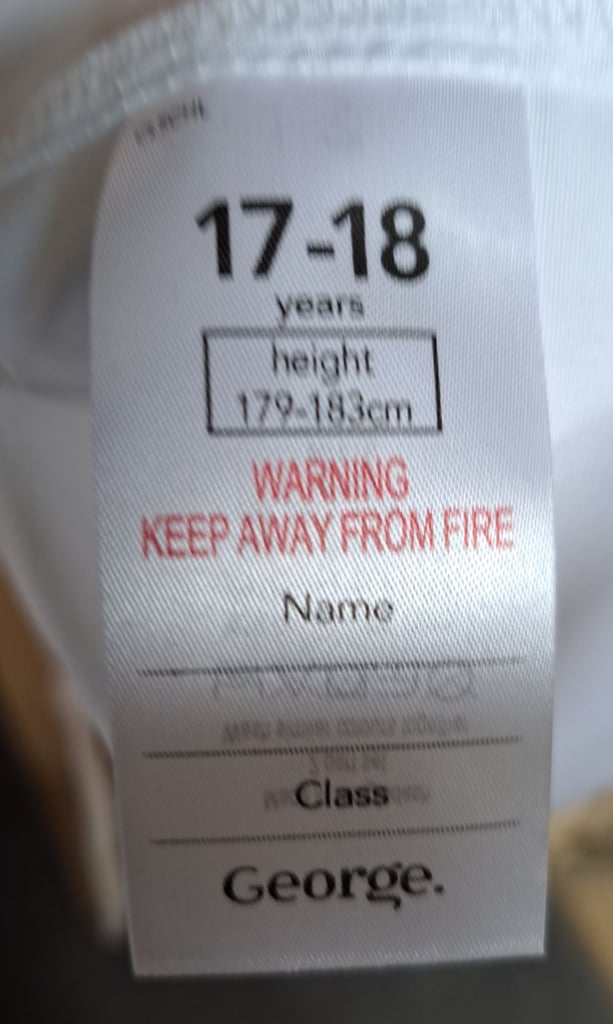 17-18
years
height
179-183cm
WARNING
KEEP AWAY FROM FIRE
Name
Class
George.